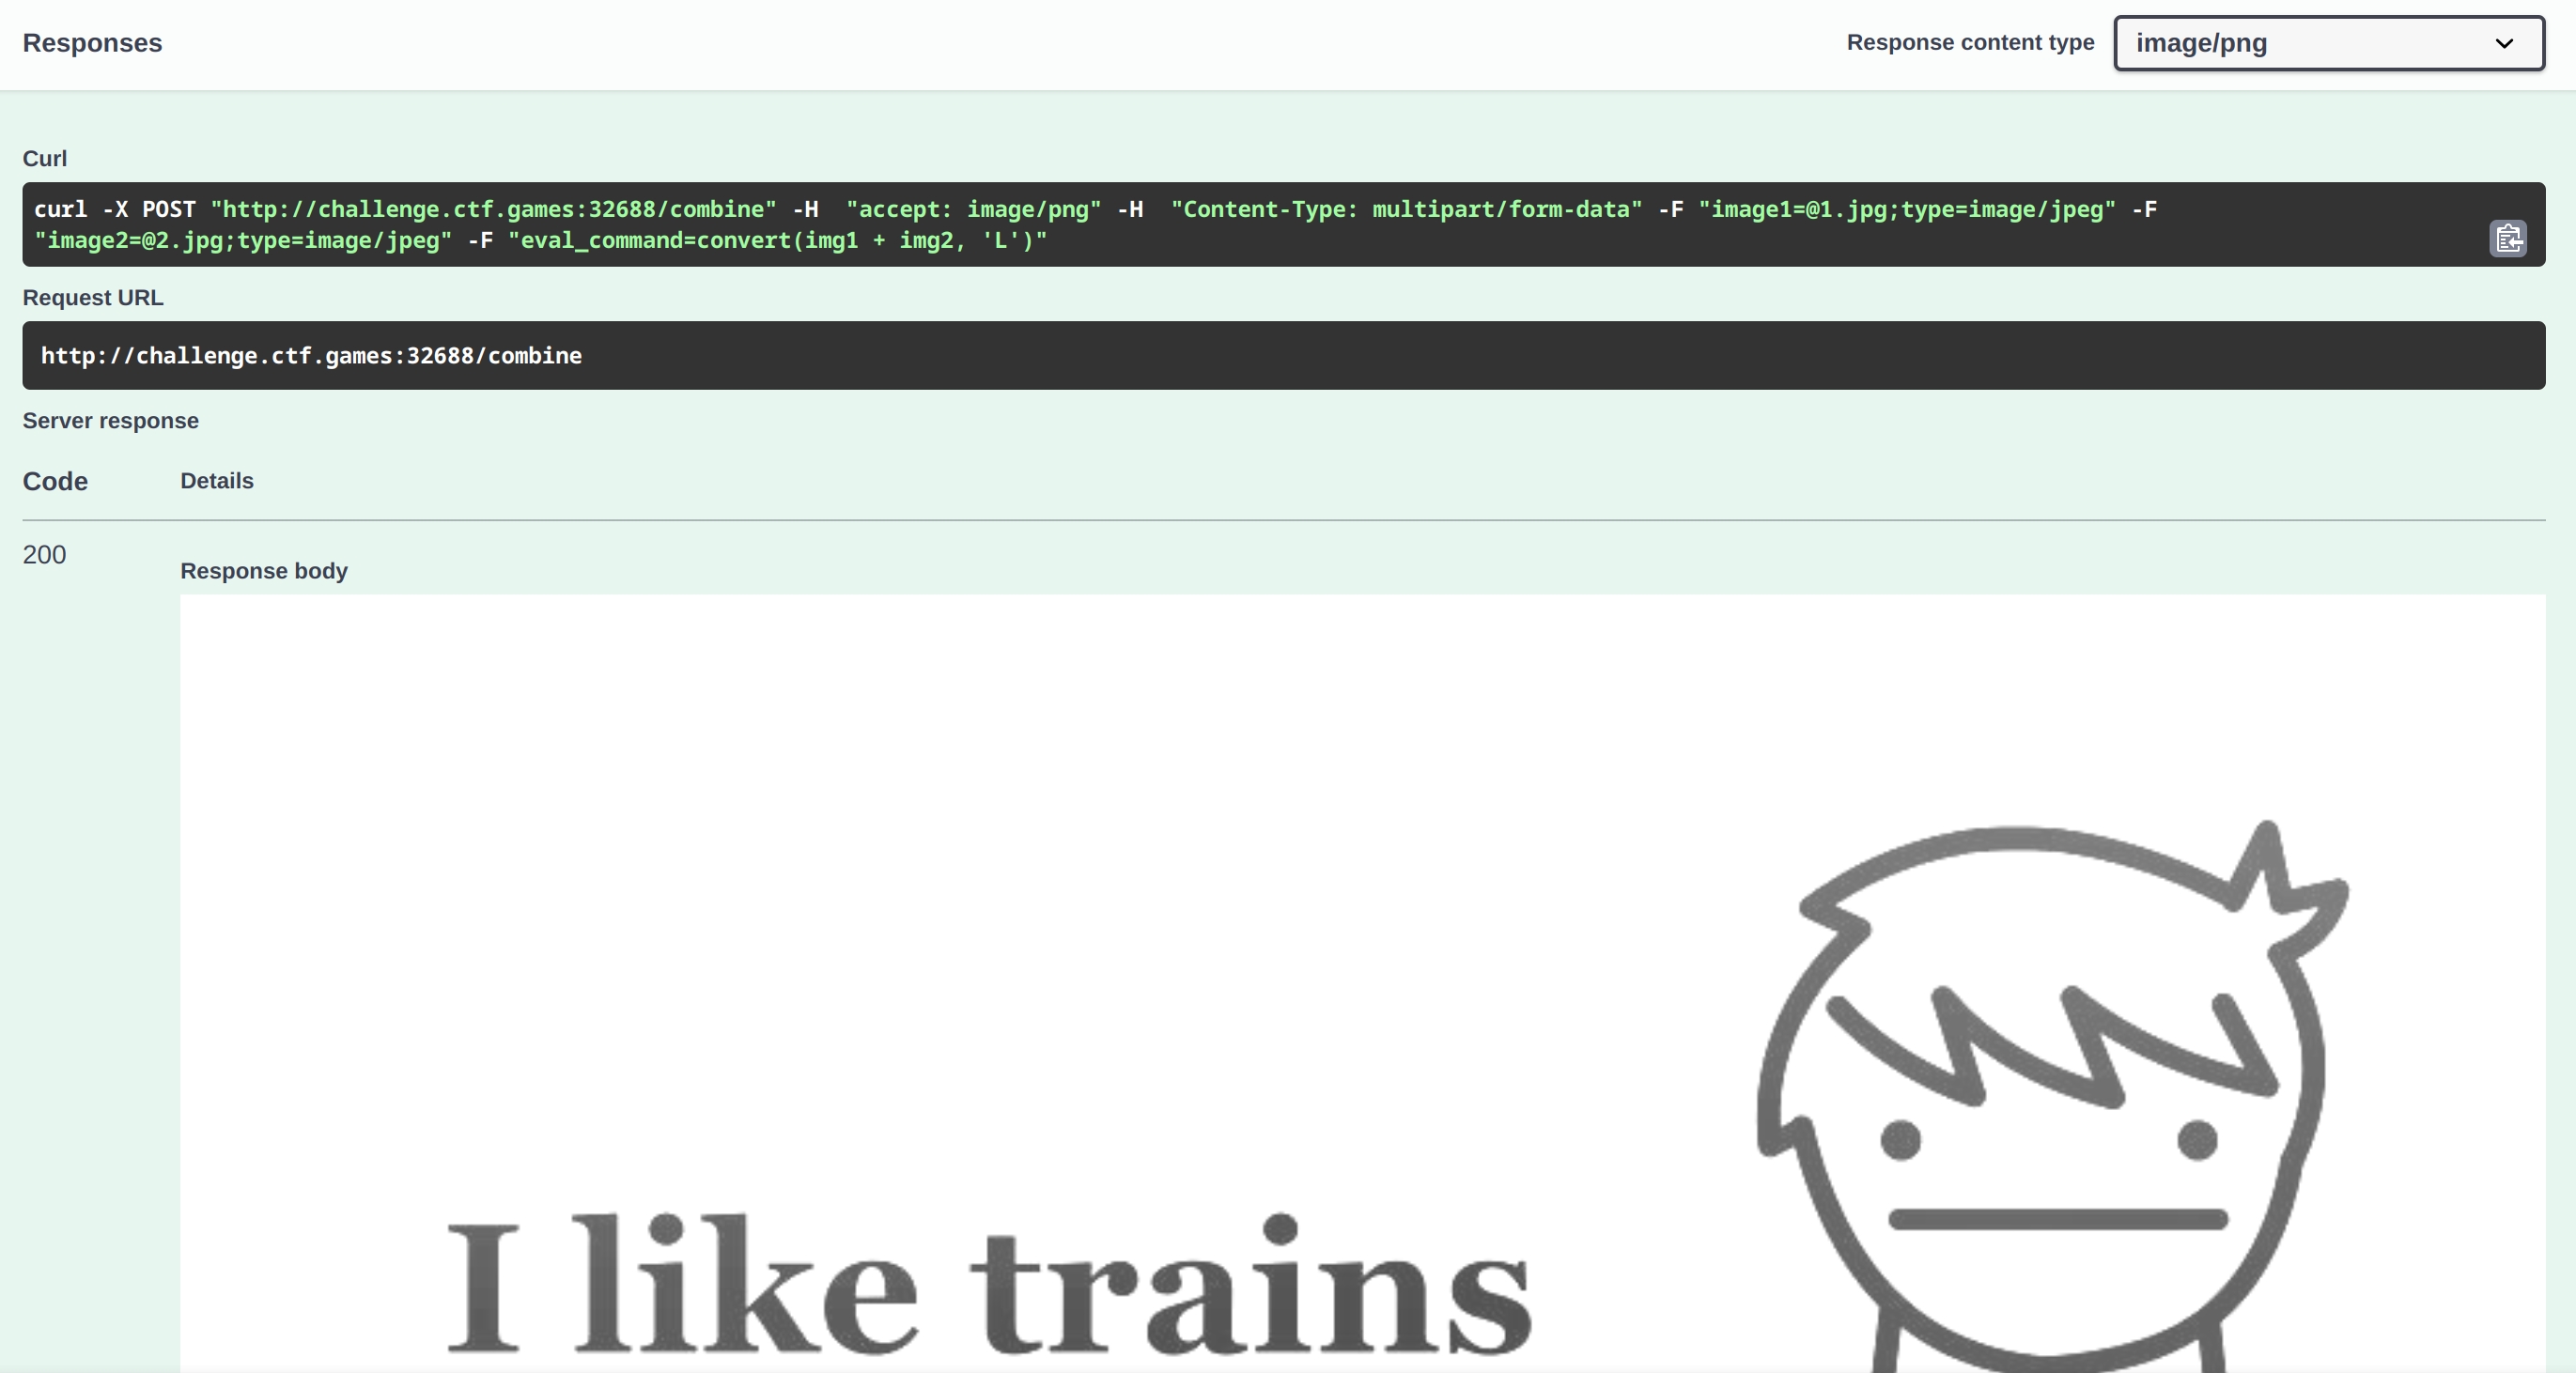 Responses
Response content type
image/png
Curl
curl -X POST "http://challenge.ctf.games:32688/combine" -H  "accept: image/png" -H  "Content-Type: multipart/form-data" -F "image1=@1.jpg;type=image/jpeg" -F
"image2=@2.jpg;type=image/jpeg" -F "eval_command=convert(img1 + img2, 'L')"
Request URL
http://challenge.ctf.games:32688/combine
Server response
Code Details
200
Response body
I like trains